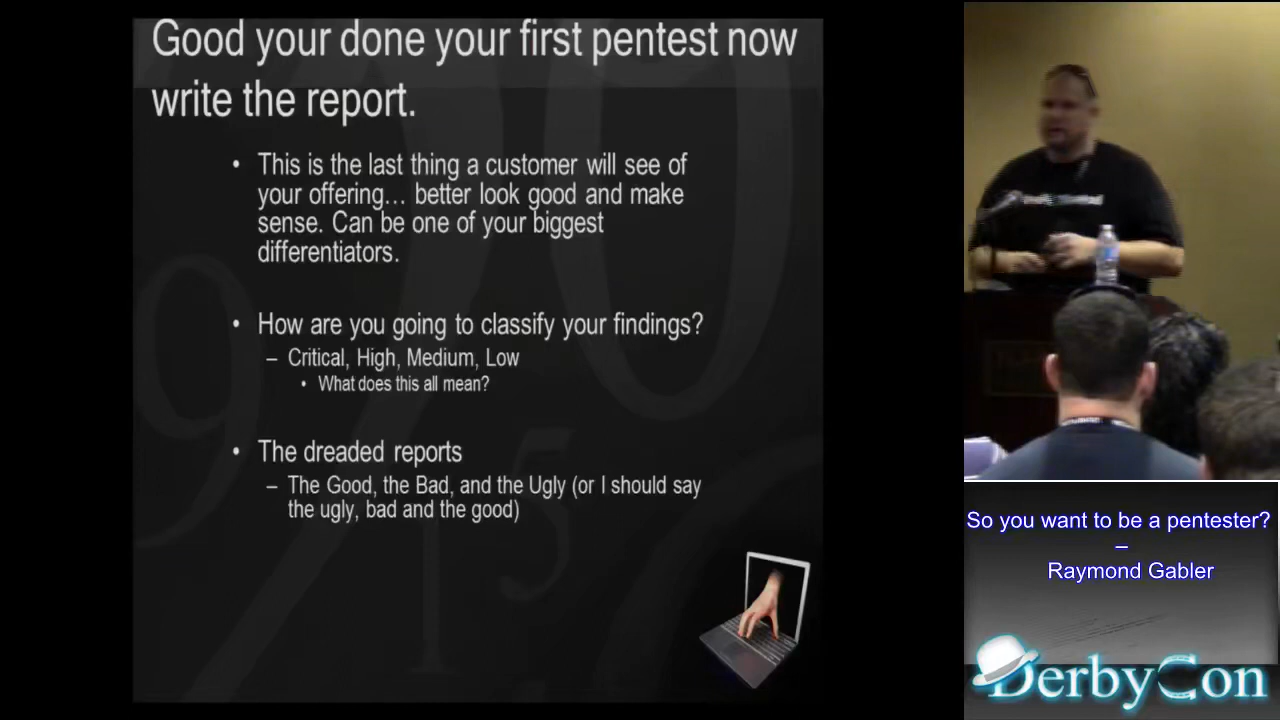 Good your done your first pentest now
write the report.
• This is the last thing a customer will see of
your offering… better look good and make
sense. Can be one of your biggest
differentiators.
• How are you going to classify your findings?
– Critical, High, Medium, Low
• What does this all mean?
• The dreaded reports
– The Good, the Bad, and the Ugly (or I should say
the ugly, bad and the good)
So you want to be a pentester?
–
Raymond Gabler
DerbyCon